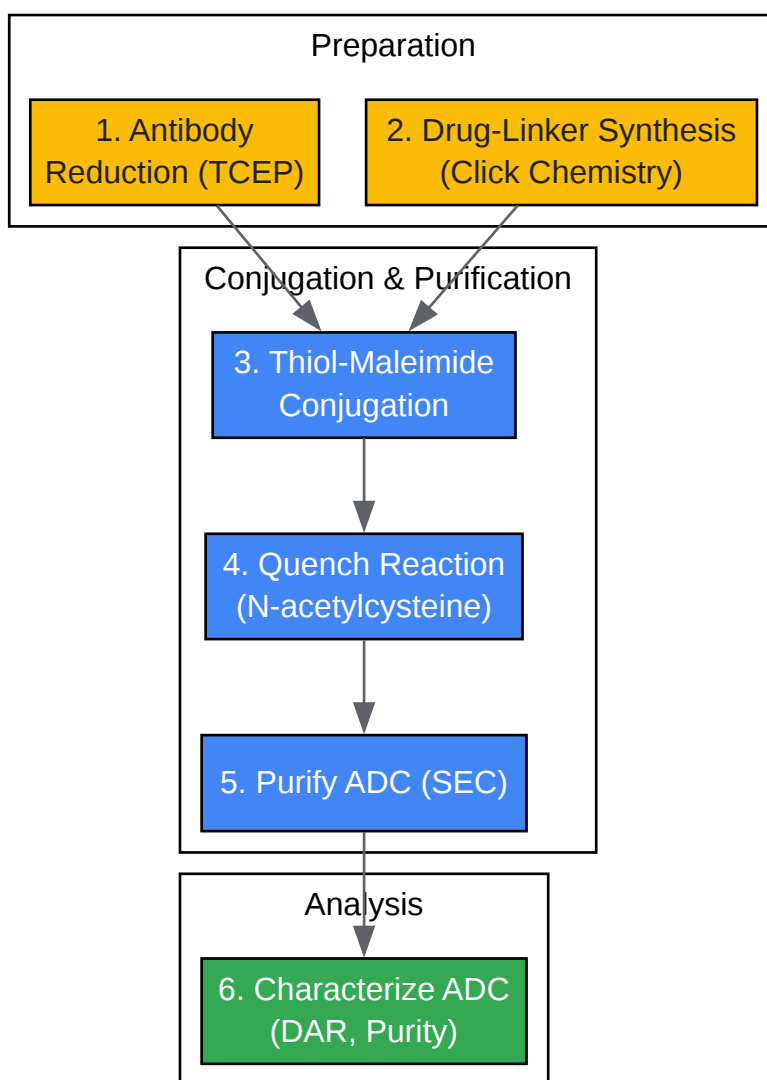 Preparation
1. Antibody
Reduction (TCEP)
2. Drug-Linker Synthesis
(Click Chemistry)
Conjugation & Purification
3. Thiol-Maleimide
Conjugation
4. Quench Reaction
(N-acetylcysteine)
5. Purify ADC (SEC)
Analysis
6. Characterize ADC
(DAR, Purity)